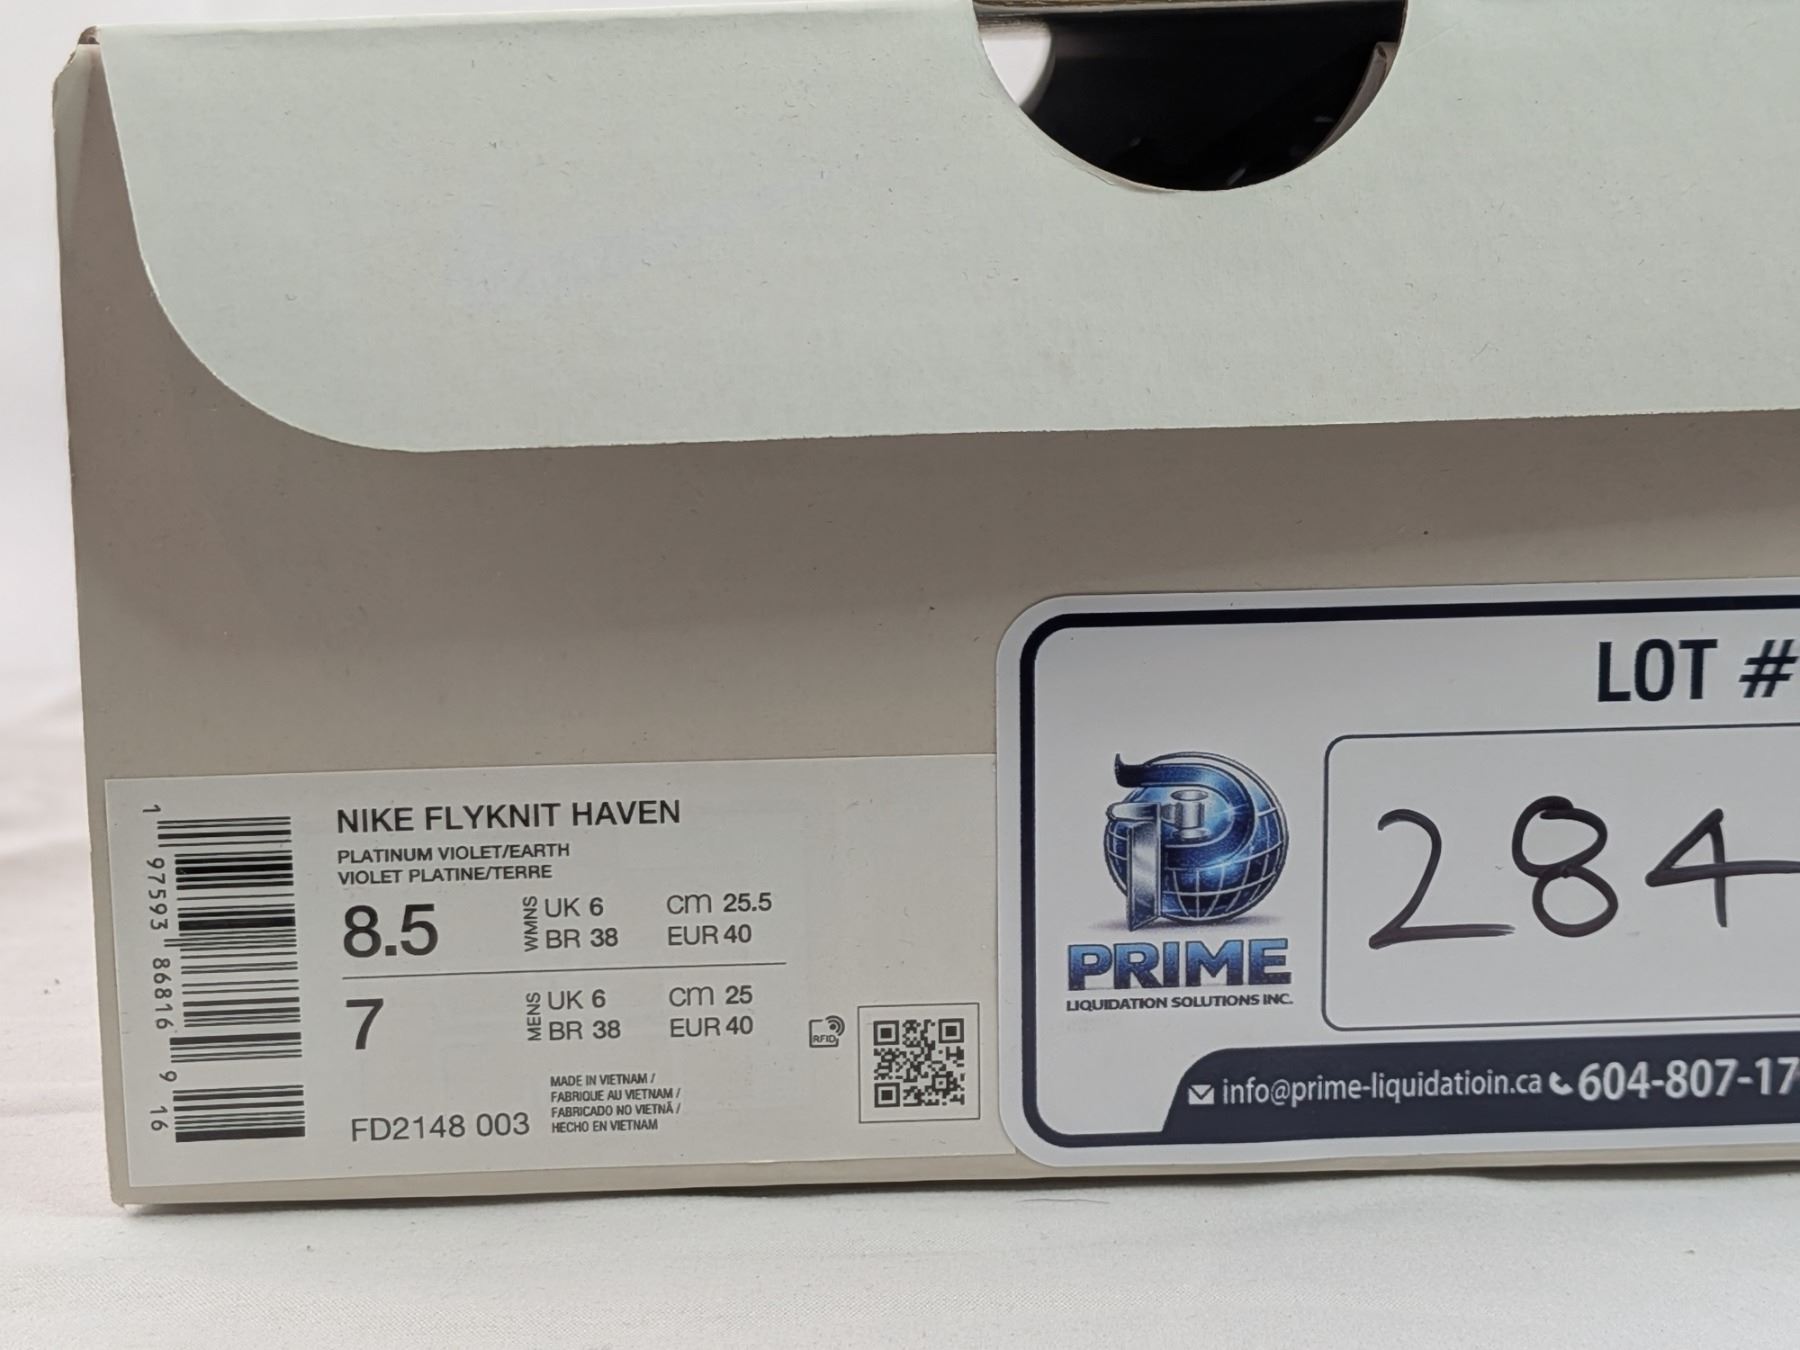 NIKE FLYKNIT HAVEN
PLATINUM VIOLET/EARTH
VIOLET PLATINE/TERRE
8.5 WMNS UK 6 cm 25.5
BR 38 EUR 40
7 MENS UK 6 cm 25
BR 38 EUR 40
RFID
MADE IN VIETNAM /
FABRIQUE AU VIETNAM /
FABRICADO NO VIETNÃ /
FD2148 003 HECHO EN VIETNAM
1 97593 86816 9 16
LOT #
284
PRIME
LIQUIDATION SOLUTIONS INC.
info@prime-liquidatioin.ca 604-807-17